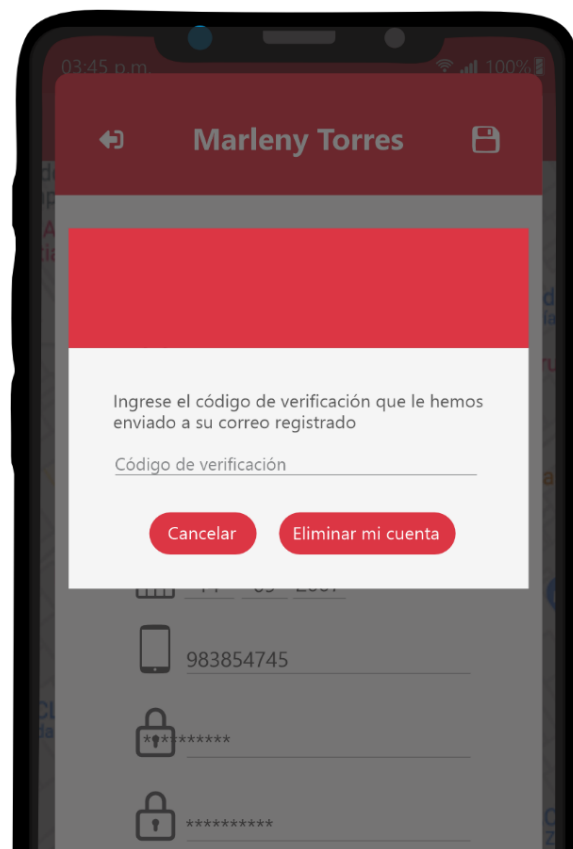 03:45 p.m. 100%
Marleny Torres
Ingrese el código de verificación que le hemos
enviado a su correo registrado
Código de verificación
Cancelar Eliminar mi cuenta
983854745
**********
**********